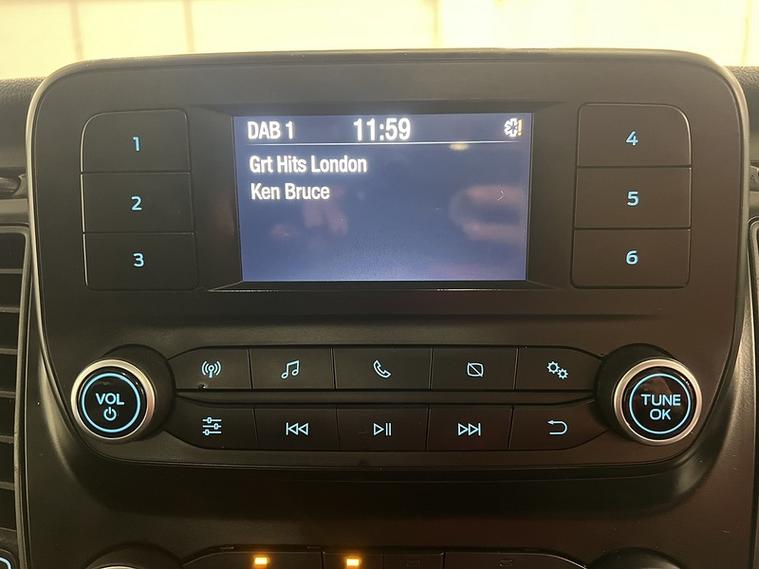 DAB 1 11:59
Grt Hits London
Ken Bruce
1
2
3
4
5
6
VOL
TUNE
OK